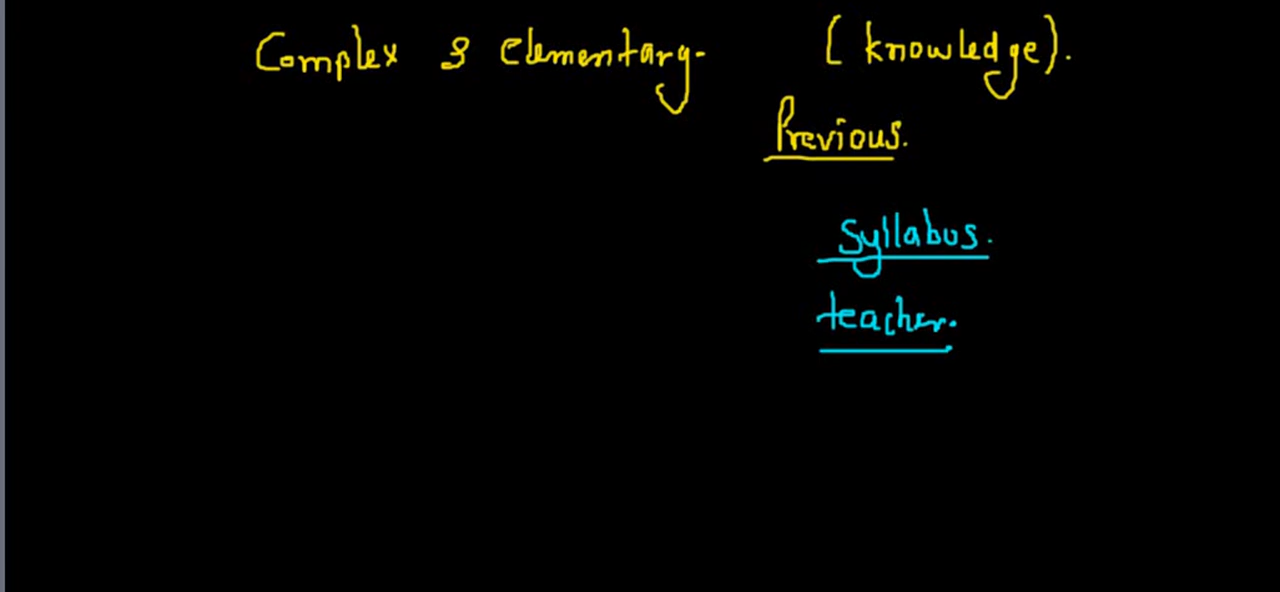 Complex & Elementary. (knowledge).
Previous.
Syllabus.
teacher.